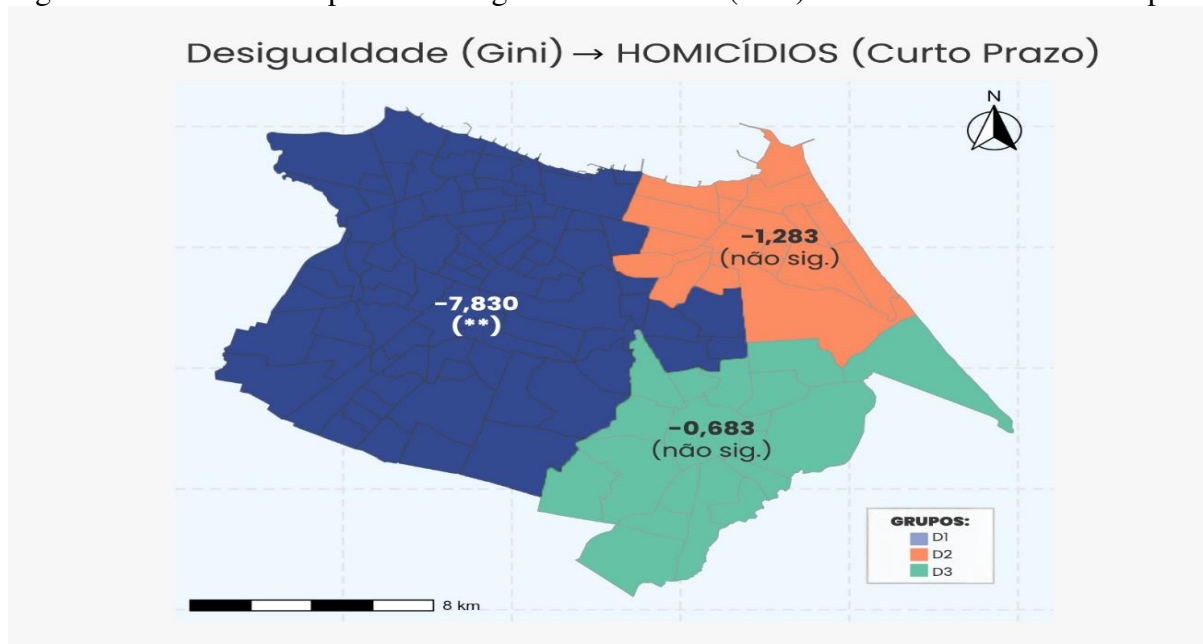 Desigualdade (Gini) → HOMICÍDIOS (Curto Prazo)
N
−1,283
(não sig.)
−7,830
(**)
−0,683
(não sig.)
GRUPOS:
D1
D2
D3
8 km